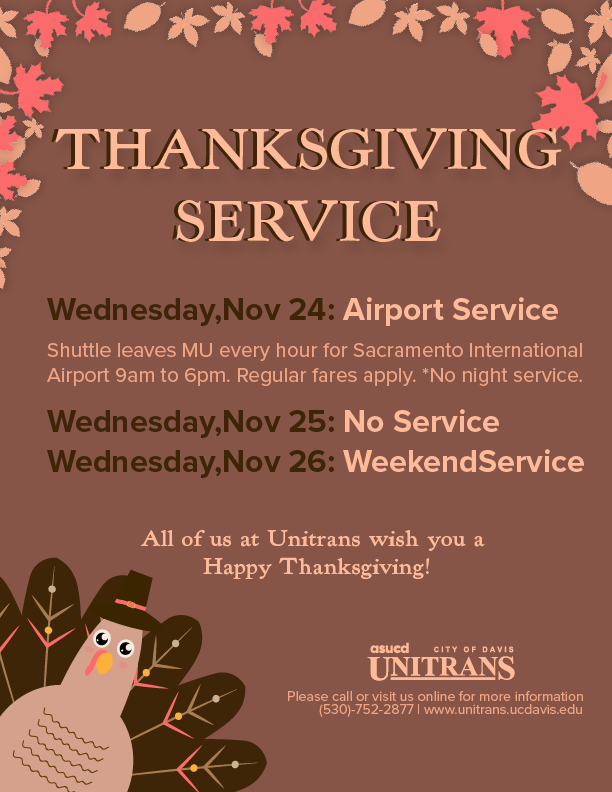 THANKSGIVING
SERVICE
Wednesday,Nov 24: Airport Service
Shuttle leaves MU every hour for Sacramento International
Airport 9am to 6pm. Regular fares apply. *No night service.
Wednesday,Nov 25: No Service
Wednesday,Nov 26: WeekendService
All of us at Unitrans wish you a
Happy Thanksgiving!
asucd CITY OF DAVIS
UNITRANS
Please call or visit us online for more information
(530)-752-2877 | www.unitrans.ucdavis.edu